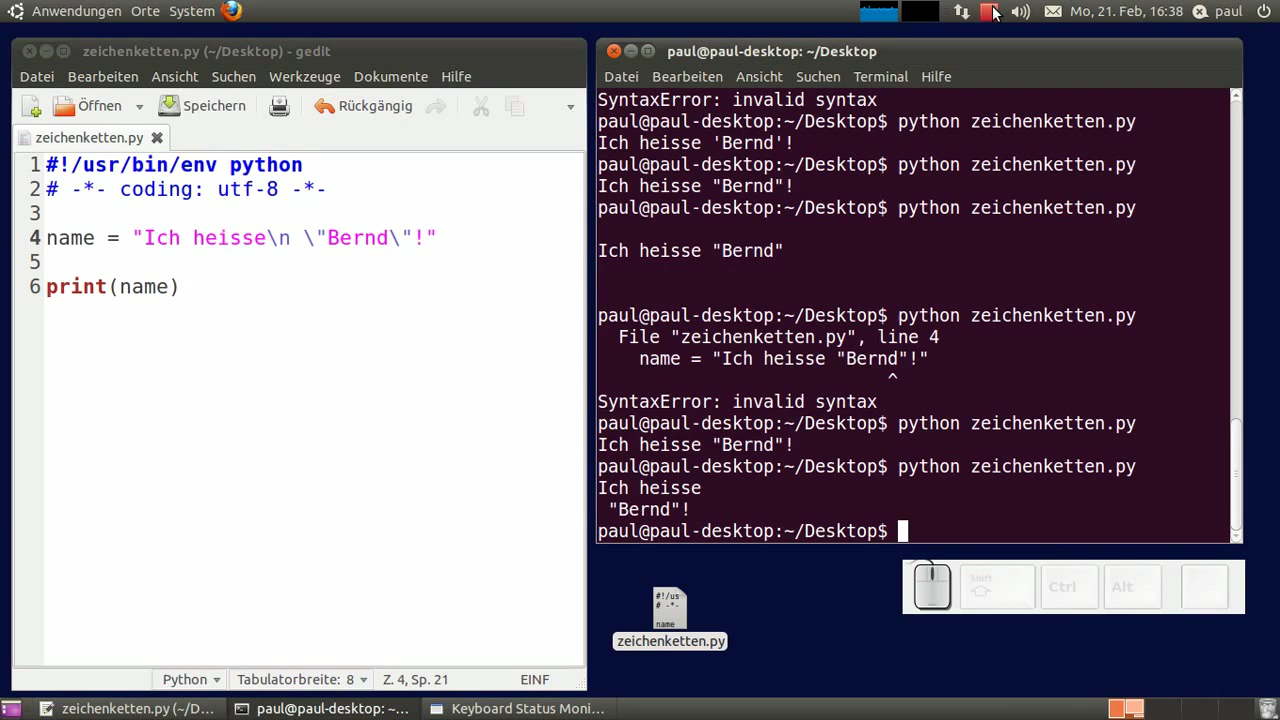 Anwendungen Orte System Mo, 21. Feb, 16:38 paul
zeichenketten.py (~/Desktop) - gedit
Datei Bearbeiten Ansicht Suchen Werkzeuge Dokumente Hilfe
Öffnen Speichern Rückgängig
zeichenketten.py
1 #!/usr/bin/env python
2 # -*- coding: utf-8 -*-
3
4 name = "Ich heisse\n \"Bernd\"!"
5
6 print(name)
Python Tabulatorbreite: 8 Z. 4, Sp. 21 EINF
paul@paul-desktop: ~/Desktop
Datei Bearbeiten Ansicht Suchen Terminal Hilfe
SyntaxError: invalid syntax
paul@paul-desktop:~/Desktop$ python zeichenketten.py
Ich heisse 'Bernd'!
paul@paul-desktop:~/Desktop$ python zeichenketten.py
Ich heisse "Bernd"!
paul@paul-desktop:~/Desktop$ python zeichenketten.py
Ich heisse "Bernd"
paul@paul-desktop:~/Desktop$ python zeichenketten.py
File "zeichenketten.py", line 4
name = "Ich heisse "Bernd"!"
^
SyntaxError: invalid syntax
paul@paul-desktop:~/Desktop$ python zeichenketten.py
Ich heisse "Bernd"!
paul@paul-desktop:~/Desktop$ python zeichenketten.py
Ich heisse
"Bernd"!
paul@paul-desktop:~/Desktop$
Shift Ctrl Alt
#!/us
# -*-
name
zeichenketten.py
zeichenketten.py (~/D... paul@paul-desktop: ~... Keyboard Status Moni...